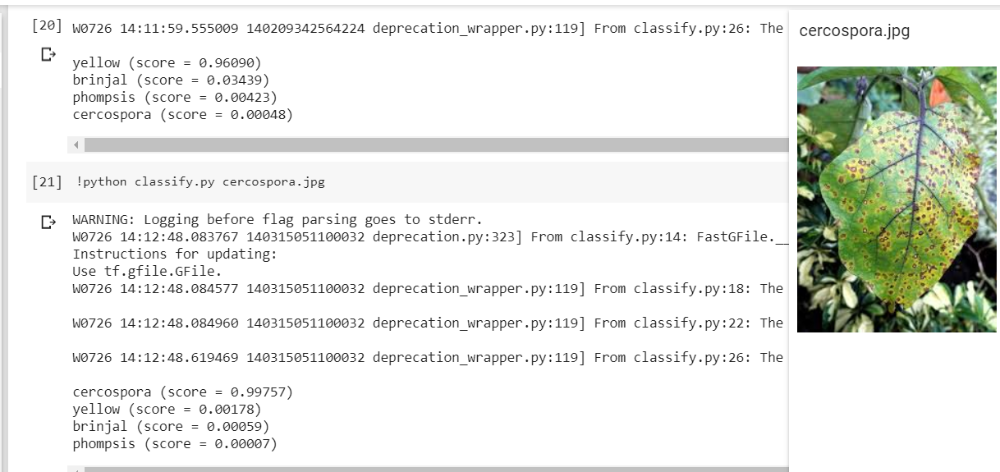 [20] W0726 14:11:59.555009 140209342564224 deprecation_wrapper.py:119] From classify.py:26: The
yellow (score = 0.96090)
brinjal (score = 0.03439)
phompsis (score = 0.00423)
cercospora (score = 0.00048)
[21] !python classify.py cercospora.jpg
WARNING: Logging before flag parsing goes to stderr.
W0726 14:12:48.083767 140315051100032 deprecation.py:323] From classify.py:14: FastGFile.__
Instructions for updating:
Use tf.gfile.GFile.
W0726 14:12:48.084577 140315051100032 deprecation_wrapper.py:119] From classify.py:18: The
W0726 14:12:48.084960 140315051100032 deprecation_wrapper.py:119] From classify.py:22: The
W0726 14:12:48.619469 140315051100032 deprecation_wrapper.py:119] From classify.py:26: The
cercospora (score = 0.99757)
yellow (score = 0.00178)
brinjal (score = 0.00059)
phompsis (score = 0.00007)
cercospora.jpg